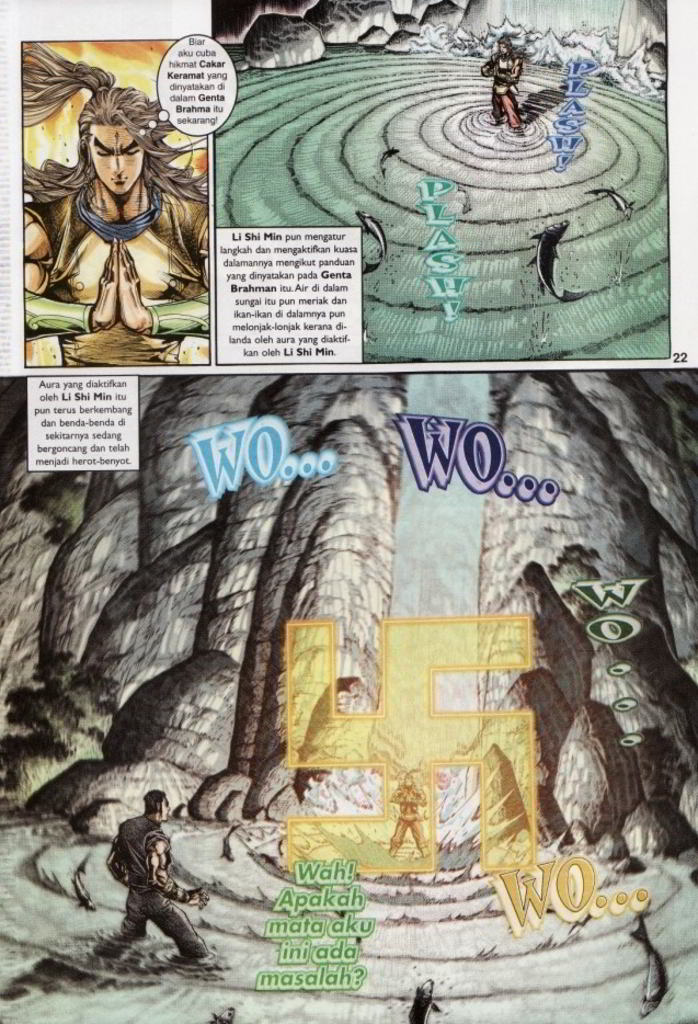 Biar
aku cuba
hikmat Cakar
Keramat yang
dinyatakan di
dalam Genta
Brahma itu
sekarang!
PLASH!
PLASH!
Li Shi Min pun mengatur
langkah dan mengaktifkan kuasa
dalamannya mengikut panduan
yang dinyatakan pada Genta
Brahman itu. Air di dalam
sungai itu pun meriak dan
ikan-ikan di dalamnya pun
melonjak-lonjak kerana di-
landa oleh aura yang diaktif-
kan oleh Li Shi Min.
22
Aura yang diaktifkan
oleh Li Shi Min itu
pun terus berkembang
dan benda-benda di
sekitarnya sedang
bergoncang dan telah
menjadi herot-benyot.
WO...
WO...
WO...
WO...
Wah!
Apakah
mata aku
ini ada
masalah?